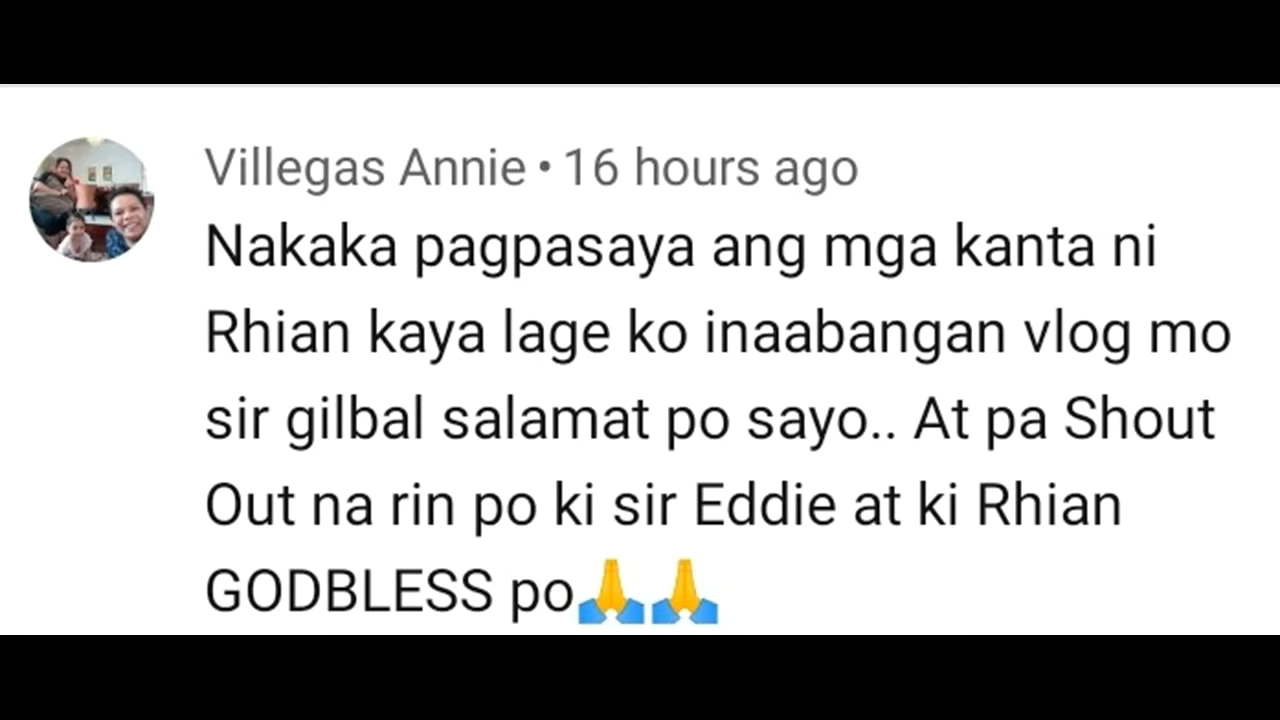 Villegas Annie • 16 hours ago
Nakaka pagpasaya ang mga kanta ni
Rhian kaya lage ko inaabangan vlog mo
sir gilbal salamat po sayo.. At pa Shout
Out na rin po ki sir Eddie at ki Rhian
GODBLESS po🙏🙏